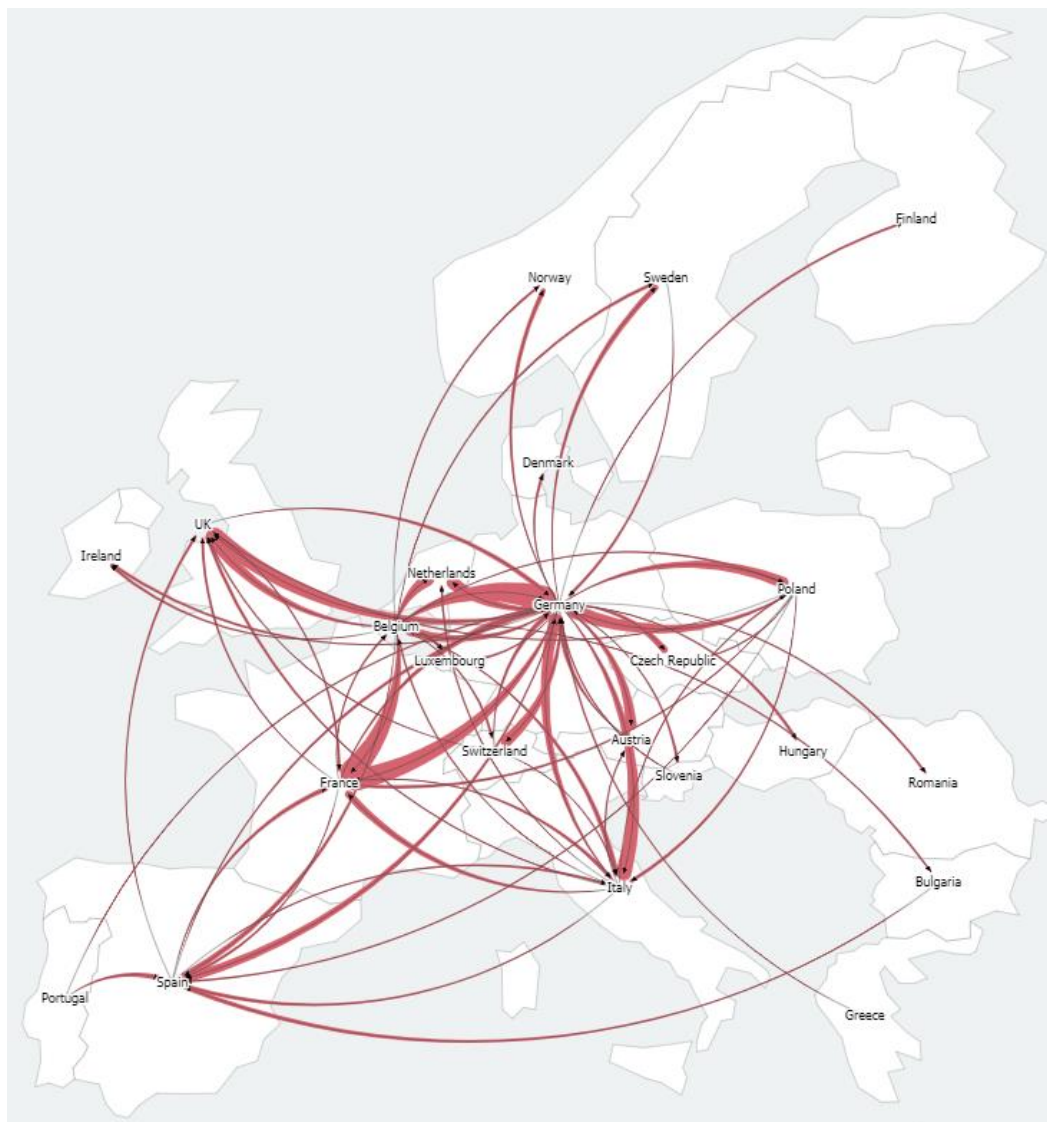 Finland
Norway
Sweden
Denmark
UK
Ireland
Netherlands
Poland
Germany
Belgium
Luxembourg
Czech Republic
Austria
Switzerland
Hungary
Slovenia
France
Romania
Bulgaria
Italy
Spain
Portugal
Greece